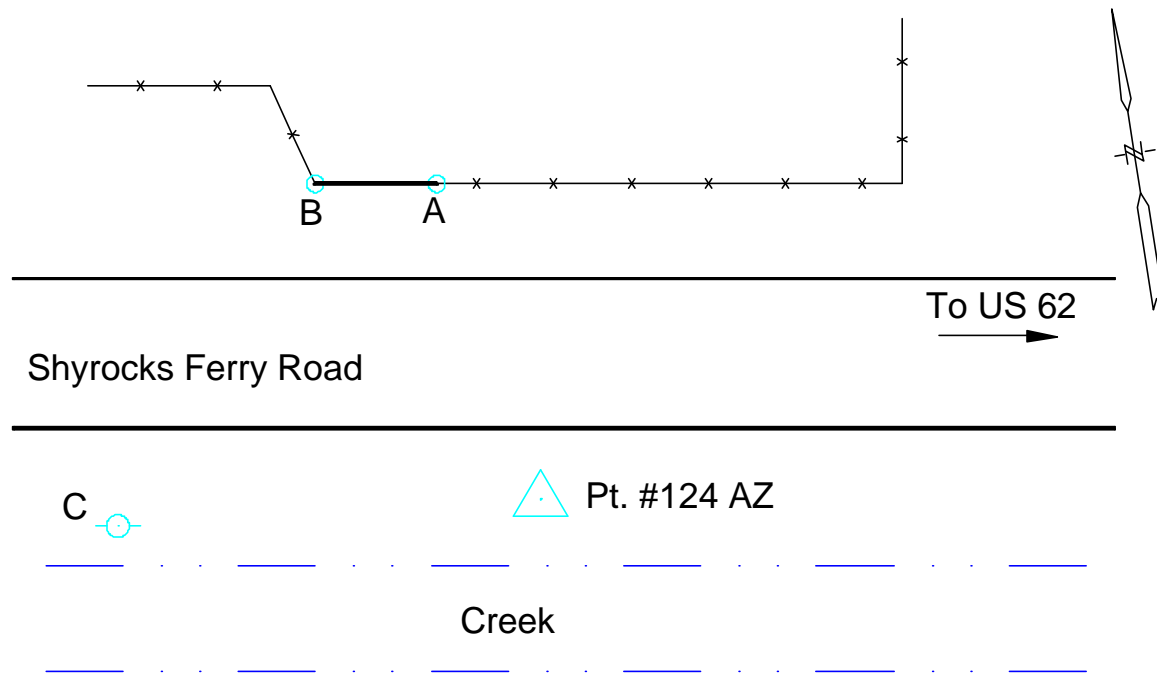 B
A
To US 62
Shyrocks Ferry Road
C
Pt. #124 AZ
Creek